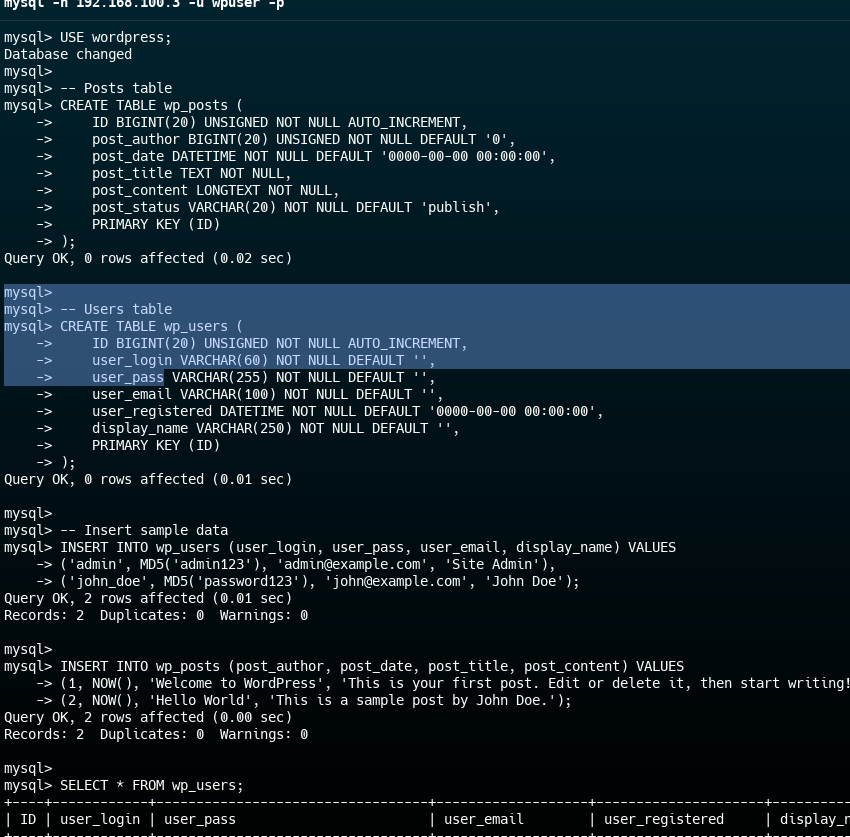 mysql -h 192.168.100.3 -u wpuser -p
mysql> USE wordpress;
Database changed
mysql>
mysql> -- Posts table
mysql> CREATE TABLE wp_posts (
    ->     ID BIGINT(20) UNSIGNED NOT NULL AUTO_INCREMENT,
    ->     post_author BIGINT(20) UNSIGNED NOT NULL DEFAULT '0',
    ->     post_date DATETIME NOT NULL DEFAULT '0000-00-00 00:00:00',
    ->     post_title TEXT NOT NULL,
    ->     post_content LONGTEXT NOT NULL,
    ->     post_status VARCHAR(20) NOT NULL DEFAULT 'publish',
    ->     PRIMARY KEY (ID)
    -> );
Query OK, 0 rows affected (0.02 sec)
mysql>
mysql> -- Users table
mysql> CREATE TABLE wp_users (
    ->     ID BIGINT(20) UNSIGNED NOT NULL AUTO_INCREMENT,
    ->     user_login VARCHAR(60) NOT NULL DEFAULT '',
    ->     user_pass VARCHAR(255) NOT NULL DEFAULT '',
    ->     user_email VARCHAR(100) NOT NULL DEFAULT '',
    ->     user_registered DATETIME NOT NULL DEFAULT '0000-00-00 00:00:00',
    ->     display_name VARCHAR(250) NOT NULL DEFAULT '',
    ->     PRIMARY KEY (ID)
    -> );
Query OK, 0 rows affected (0.01 sec)
mysql>
mysql> -- Insert sample data
mysql> INSERT INTO wp_users (user_login, user_pass, user_email, display_name) VALUES
    -> ('admin', MD5('admin123'), 'admin@example.com', 'Site Admin'),
    -> ('john_doe', MD5('password123'), 'john@example.com', 'John Doe');
Query OK, 2 rows affected (0.01 sec)
Records: 2  Duplicates: 0  Warnings: 0
mysql>
mysql> INSERT INTO wp_posts (post_author, post_date, post_title, post_content) VALUES
    -> (1, NOW(), 'Welcome to WordPress', 'This is your first post. Edit or delete it, then start writing!
    -> (2, NOW(), 'Hello World', 'This is a sample post by John Doe.');
Query OK, 2 rows affected (0.00 sec)
Records: 2  Duplicates: 0  Warnings: 0
mysql>
mysql> SELECT * FROM wp_users;
+----+------------+----------------------------------+-------------------+---------------------+----------
| ID | user_login | user_pass                        | user_email        | user_registered     | display_n